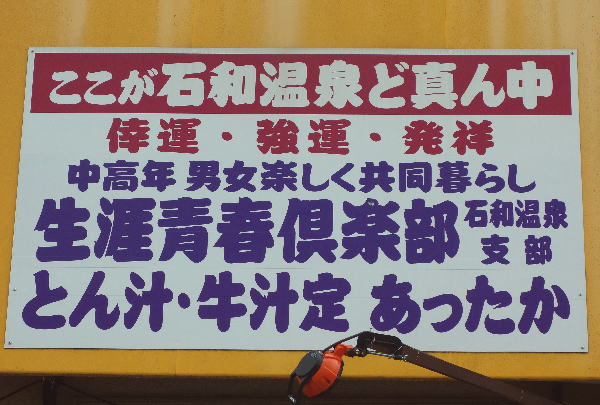 ここが石和温泉ど真ん中
倖運・強運・発祥
中高年 男女楽しく共同暮らし
生涯青春倶楽部 石和温泉支部
とん汁・牛汁定 あったか